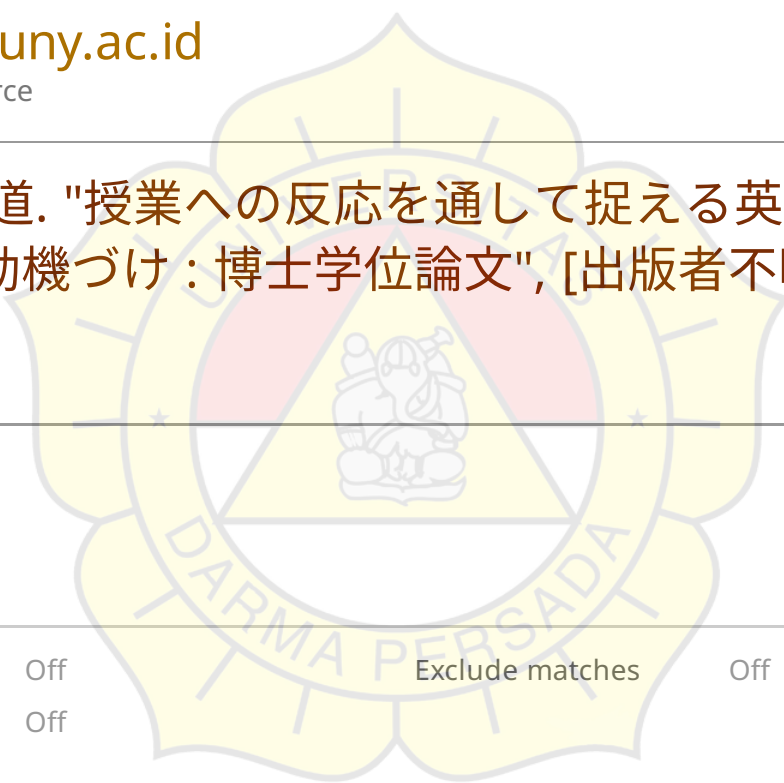 uny.ac.id
rce
道. "授業への反応を通して捉える英
動機づけ : 博士学位論文", [出版者不
Off
Exclude matches
Off
Off
UNIVERSITAS
DARMA PERSADA